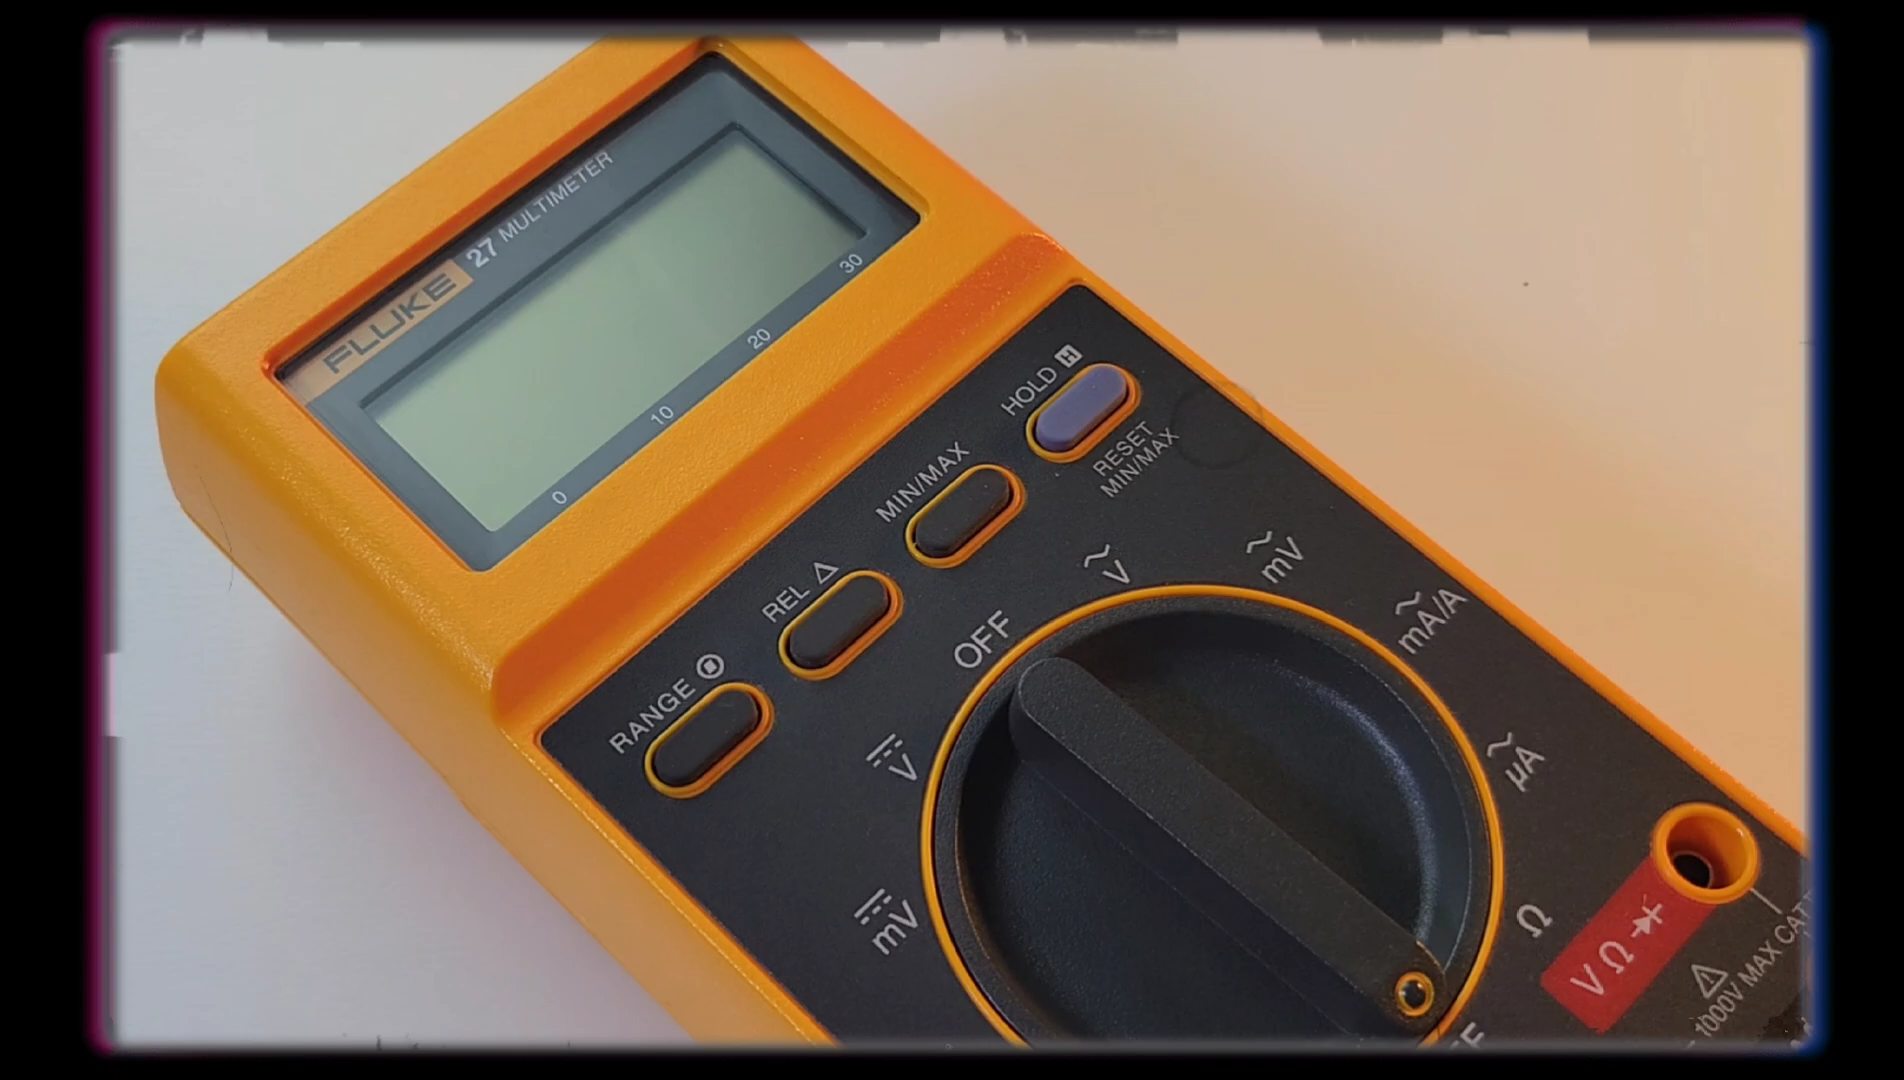 FLUKE 27 MULTIMETER
0 10 20 30
HOLD H
RESET
MIN/MAX
MIN/MAX
REL △
RANGE
OFF
V
mV
mA/A
µA
V
mV
Ω
V Ω
1000V MAX